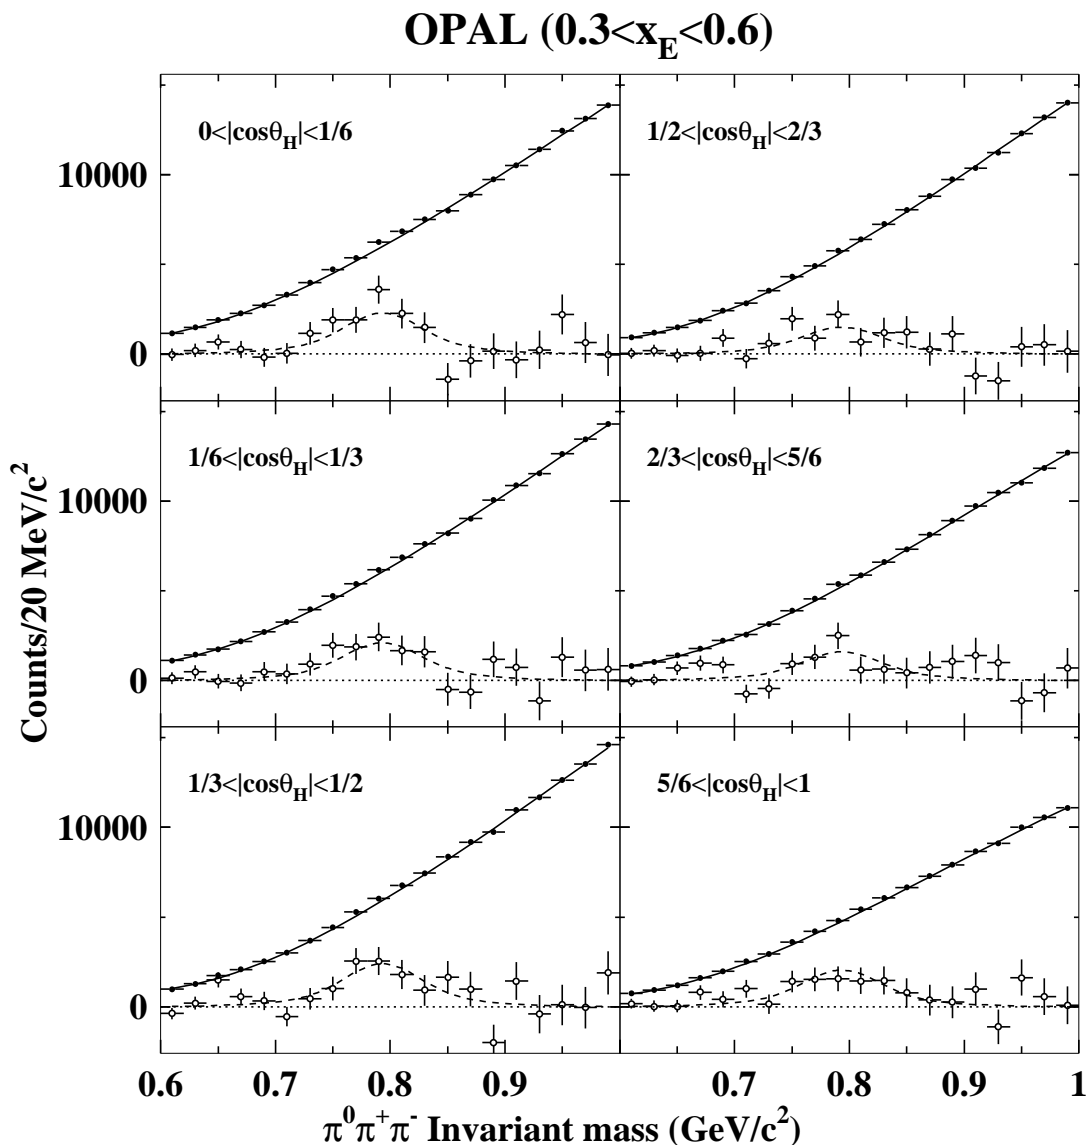 OPAL (0.3<x_E<0.6)
0<|cosθ_H|<1/6
1/2<|cosθ_H|<2/3
10000
0
1/6<|cosθ_H|<1/3
2/3<|cosθ_H|<5/6
10000
0
1/3<|cosθ_H|<1/2
5/6<|cosθ_H|<1
10000
0
Counts/20 MeV/c²
0.6 0.7 0.8 0.9 0.7 0.8 0.9 1
π⁰π⁺π⁻ Invariant mass (GeV/c²)